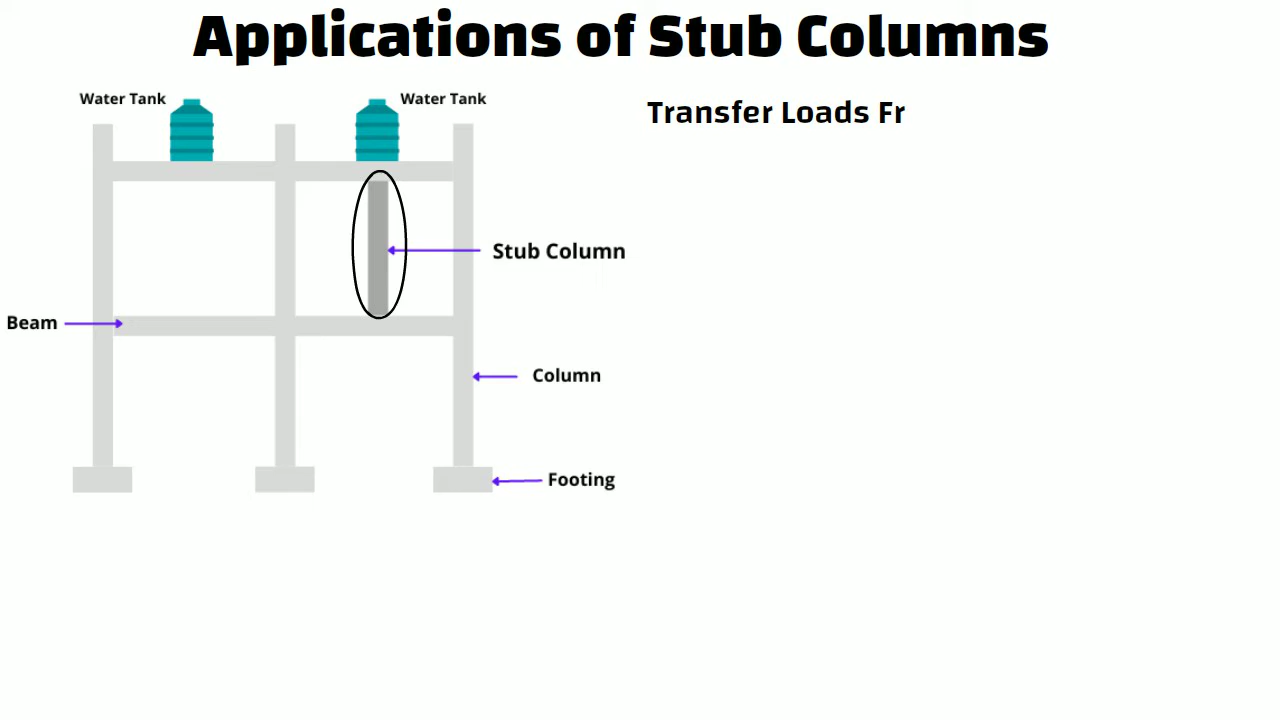 Applications of Stub Columns
Water Tank
Water Tank
Transfer Loads Fr
Stub Column
Beam
Column
Footing